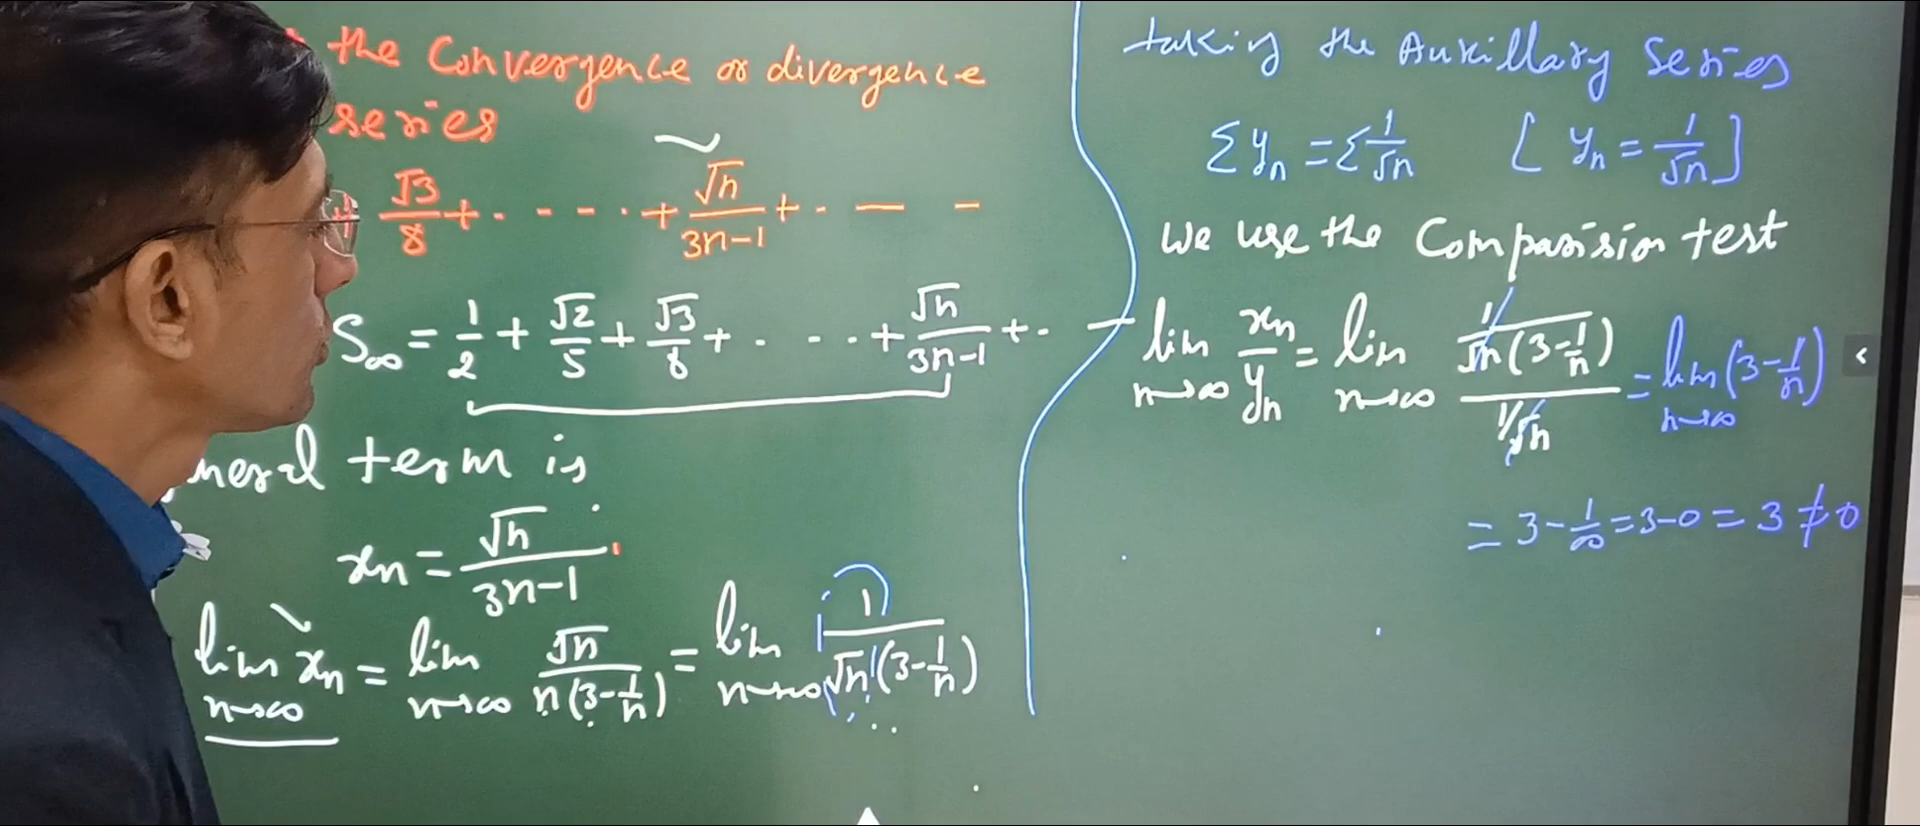 the Convergence or divergence
series
+ √3/8 + . - - - . + √n/3n-1 + . - -
S∞ = 1/2 + √2/5 + √3/8 + . . - . . + √n/3n-1 + . -
neral term is
xn = √n/3n-1
lim n→∞ xn = lim n→∞ √n/n(3-1/n) = lim n→∞ 1/√n(3-1/n)
taking the Auxillary series
Σyn = Σ1/√n [yn = 1/√n]
we use the Comparision test
lim n→∞ xn/yn = lim n→∞ 1/√n(3-1/n)/1/√n = lim n→∞ (3-1/n)
= 3-1/∞ = 3-0 = 3 ≠ 0